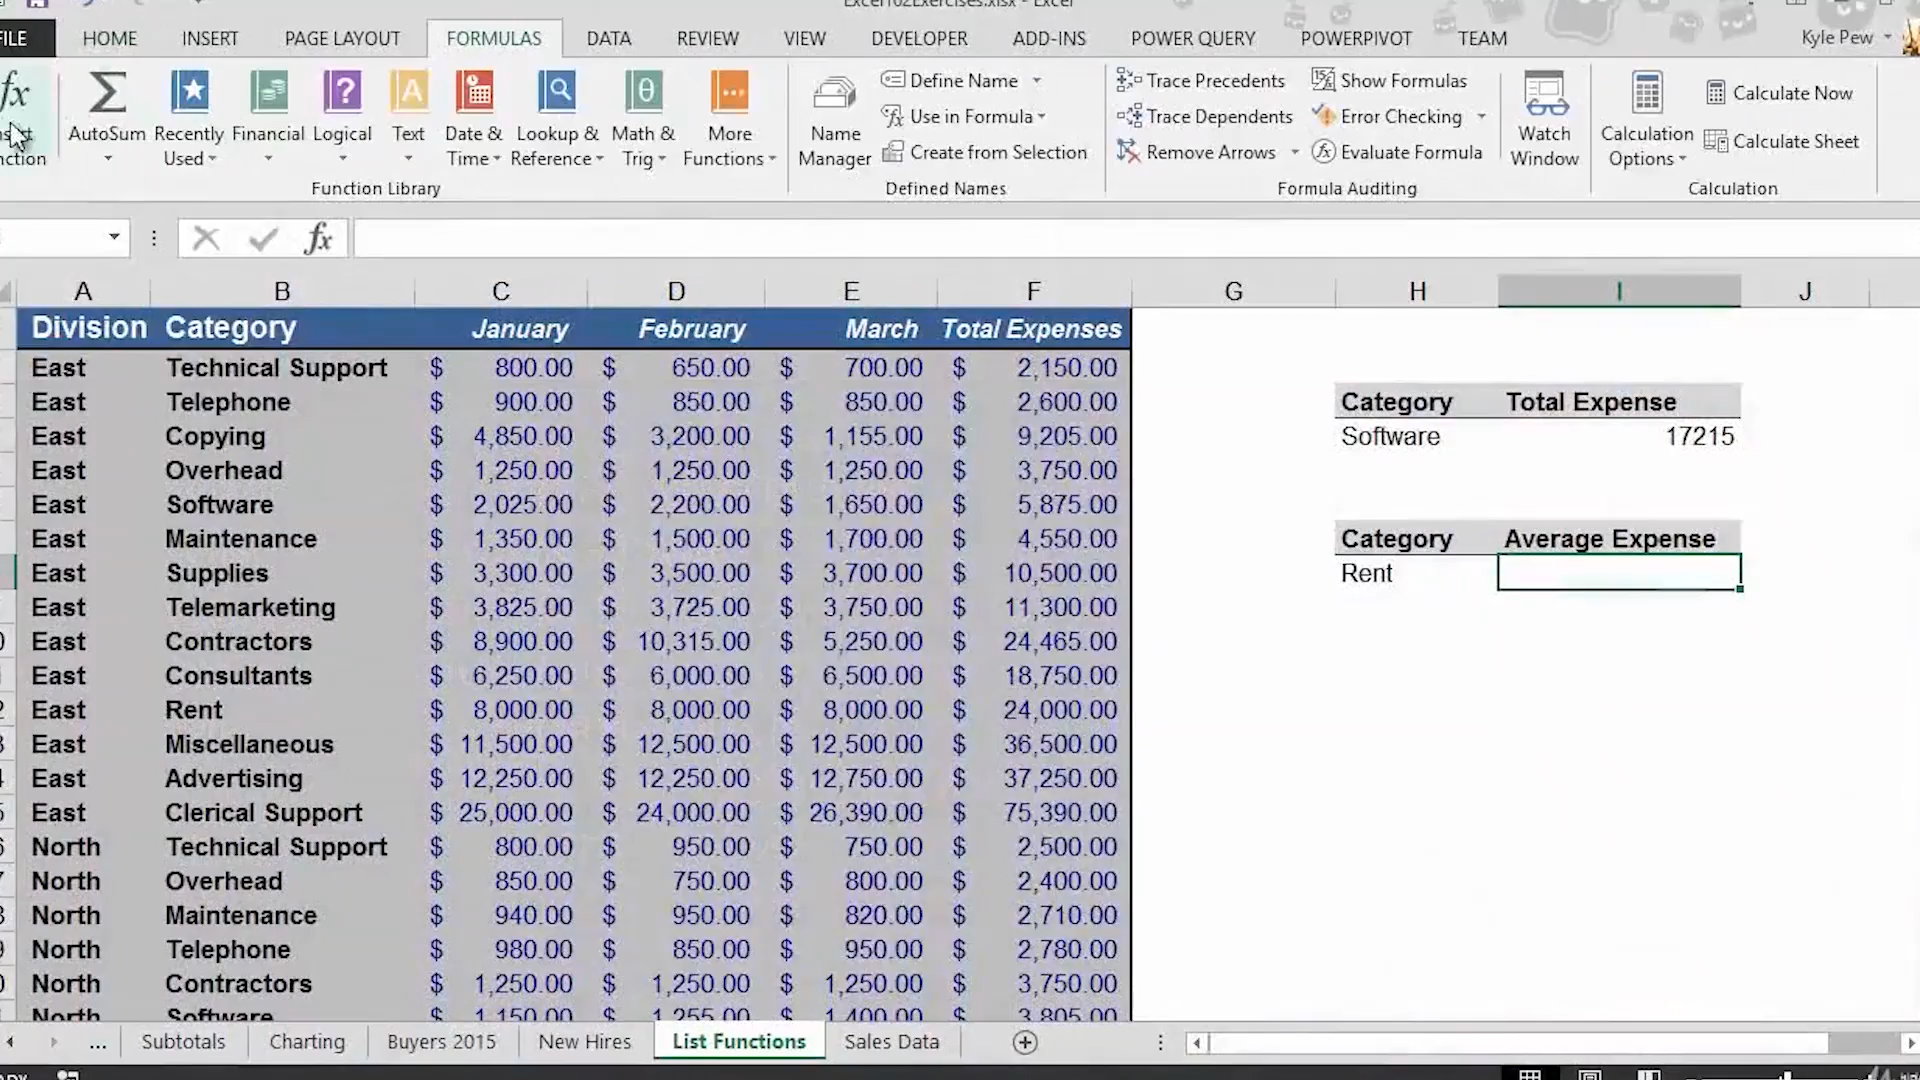 Excel102Exercises.xlsx - Excel
FILE HOME INSERT PAGE LAYOUT FORMULAS DATA REVIEW VIEW DEVELOPER ADD-INS POWER QUERY POWERPIVOT TEAM Kyle Pew
fx AutoSum Recently Used Financial Logical Text Date & Time Lookup & Reference Math & Trig More Functions
Function Library
Name Manager
Define Name
Use in Formula
Create from Selection
Defined Names
Trace Precedents Show Formulas
Trace Dependents Error Checking
Remove Arrows Evaluate Formula
Formula Auditing
Watch Window
Calculation Options
Calculate Now
Calculate Sheet
Calculation
fx
A B C D E F G H I J
Division Category January February March Total Expenses
East Technical Support $ 800.00 $ 650.00 $ 700.00 $ 2,150.00
East Telephone $ 900.00 $ 850.00 $ 850.00 $ 2,600.00 Category Total Expense
East Copying $ 4,850.00 $ 3,200.00 $ 1,155.00 $ 9,205.00 Software 17215
East Overhead $ 1,250.00 $ 1,250.00 $ 1,250.00 $ 3,750.00
East Software $ 2,025.00 $ 2,200.00 $ 1,650.00 $ 5,875.00
East Maintenance $ 1,350.00 $ 1,500.00 $ 1,700.00 $ 4,550.00 Category Average Expense
East Supplies $ 3,300.00 $ 3,500.00 $ 3,700.00 $ 10,500.00 Rent
East Telemarketing $ 3,825.00 $ 3,725.00 $ 3,750.00 $ 11,300.00
East Contractors $ 8,900.00 $ 10,315.00 $ 5,250.00 $ 24,465.00
East Consultants $ 6,250.00 $ 6,000.00 $ 6,500.00 $ 18,750.00
East Rent $ 8,000.00 $ 8,000.00 $ 8,000.00 $ 24,000.00
East Miscellaneous $ 11,500.00 $ 12,500.00 $ 12,500.00 $ 36,500.00
East Advertising $ 12,250.00 $ 12,250.00 $ 12,750.00 $ 37,250.00
East Clerical Support $ 25,000.00 $ 24,000.00 $ 26,390.00 $ 75,390.00
North Technical Support $ 800.00 $ 950.00 $ 750.00 $ 2,500.00
North Overhead $ 850.00 $ 750.00 $ 800.00 $ 2,400.00
North Maintenance $ 940.00 $ 950.00 $ 820.00 $ 2,710.00
North Telephone $ 980.00 $ 850.00 $ 950.00 $ 2,780.00
North Contractors $ 1,250.00 $ 1,250.00 $ 1,250.00 $ 3,750.00
North Software $ 1,150.00 $ 1,255.00 $ 1,400.00 $ 3,805.00
... Subtotals Charting Buyers 2015 New Hires List Functions Sales Data